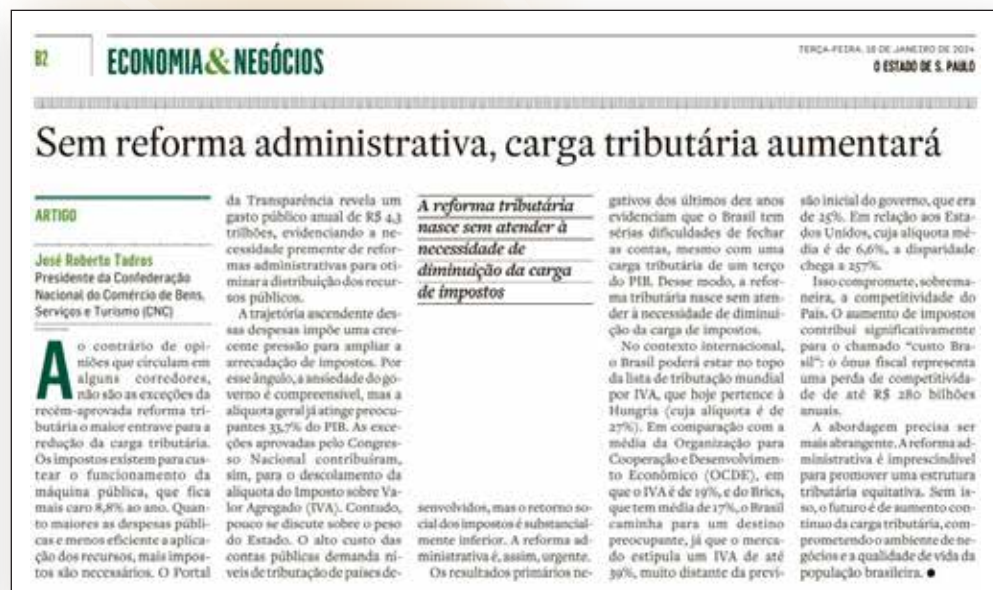 B2
ECONOMIA&NEGÓCIOS
TERÇA-FEIRA, 16 DE JANEIRO DE 2024
O ESTADO DE S. PAULO
Sem reforma administrativa, carga tributária aumentará
ARTIGO
José Roberto Tadros
Presidente da Confederação
Nacional do Comércio de Bens,
Serviços e Turismo (CNC)
Ao contrário de opi-
niões que circulam em
alguns corredores,
não são as exceções da
recém-aprovada reforma tri-
butária o maior entrave para a
redução da carga tributária.
Os impostos existem para cus-
tear o funcionamento da
máquina pública, que fica
mais caro 8,8% ao ano. Quan-
to maiores as despesas públi-
cas e menos eficiente a aplica-
ção dos recursos, mais impos-
tos são necessários. O Portal
da Transparência revela um
gasto público anual de R$ 4,3
trilhões, evidenciando a ne-
cessidade premente de refor-
mas administrativas para oti-
mizar a distribuição dos recur-
sos públicos.
A trajetória ascendente des-
sas despesas impõe uma cres-
cente pressão para ampliar a
arrecadação de impostos. Por
esse ângulo, a ansiedade do go-
verno é compreensível, mas a
alíquota geral já atinge preocu-
pantes 33,7% do PIB. As exce-
ções aprovadas pelo Congres-
so Nacional contribuíram,
sim, para o descolamento da
alíquota do Imposto sobre Va-
lor Agregado (IVA). Contudo,
pouco se discute sobre o peso
do Estado. O alto custo das
contas públicas demanda ní-
veis de tributação de países de-
A reforma tributária
nasce sem atender à
necessidade de
diminuição da carga
de impostos
senvolvidos, mas o retorno so-
cial dos impostos é substancial-
mente inferior. A reforma ad-
ministrativa é, assim, urgente.
Os resultados primários ne-
gativos dos últimos dez anos
evidenciam que o Brasil tem
sérias dificuldades de fechar
as contas, mesmo com uma
carga tributária de um terço
do PIB. Desse modo, a refor-
ma tributária nasce sem aten-
der à necessidade de diminui-
ção da carga de impostos.
No contexto internacional,
o Brasil poderá estar no topo
da lista de tributação mundial
por IVA, que hoje pertence à
Hungria (cuja alíquota é de
27%). Em comparação com a
média da Organização para
Cooperação e Desenvolvimen-
to Econômico (OCDE), em
que o IVA é de 19%, e do Brics,
que tem média de 17%, o Brasil
caminha para um destino
preocupante, já que o merca-
do estipula um IVA de até
39%, muito distante da previ-
são inicial do governo, que era
de 25%. Em relação aos Esta-
dos Unidos, cuja alíquota mé-
dia é de 6,6%, a disparidade
chega a 257%.
Isso compromete, sobrema-
neira, a competitividade do
País. O aumento de impostos
contribui significativamente
para o chamado “custo Bra-
sil”: o ônus fiscal representa
uma perda de competitivida-
de de até R$ 280 bilhões
anuais.
A abordagem precisa ser
mais abrangente. A reforma ad-
ministrativa é imprescindível
para promover uma estrutura
tributária equitativa. Sem is-
so, o futuro é de aumento con-
tínuo da carga tributária, com-
prometendo o ambiente de ne-
gócios e a qualidade de vida da
população brasileira. ●